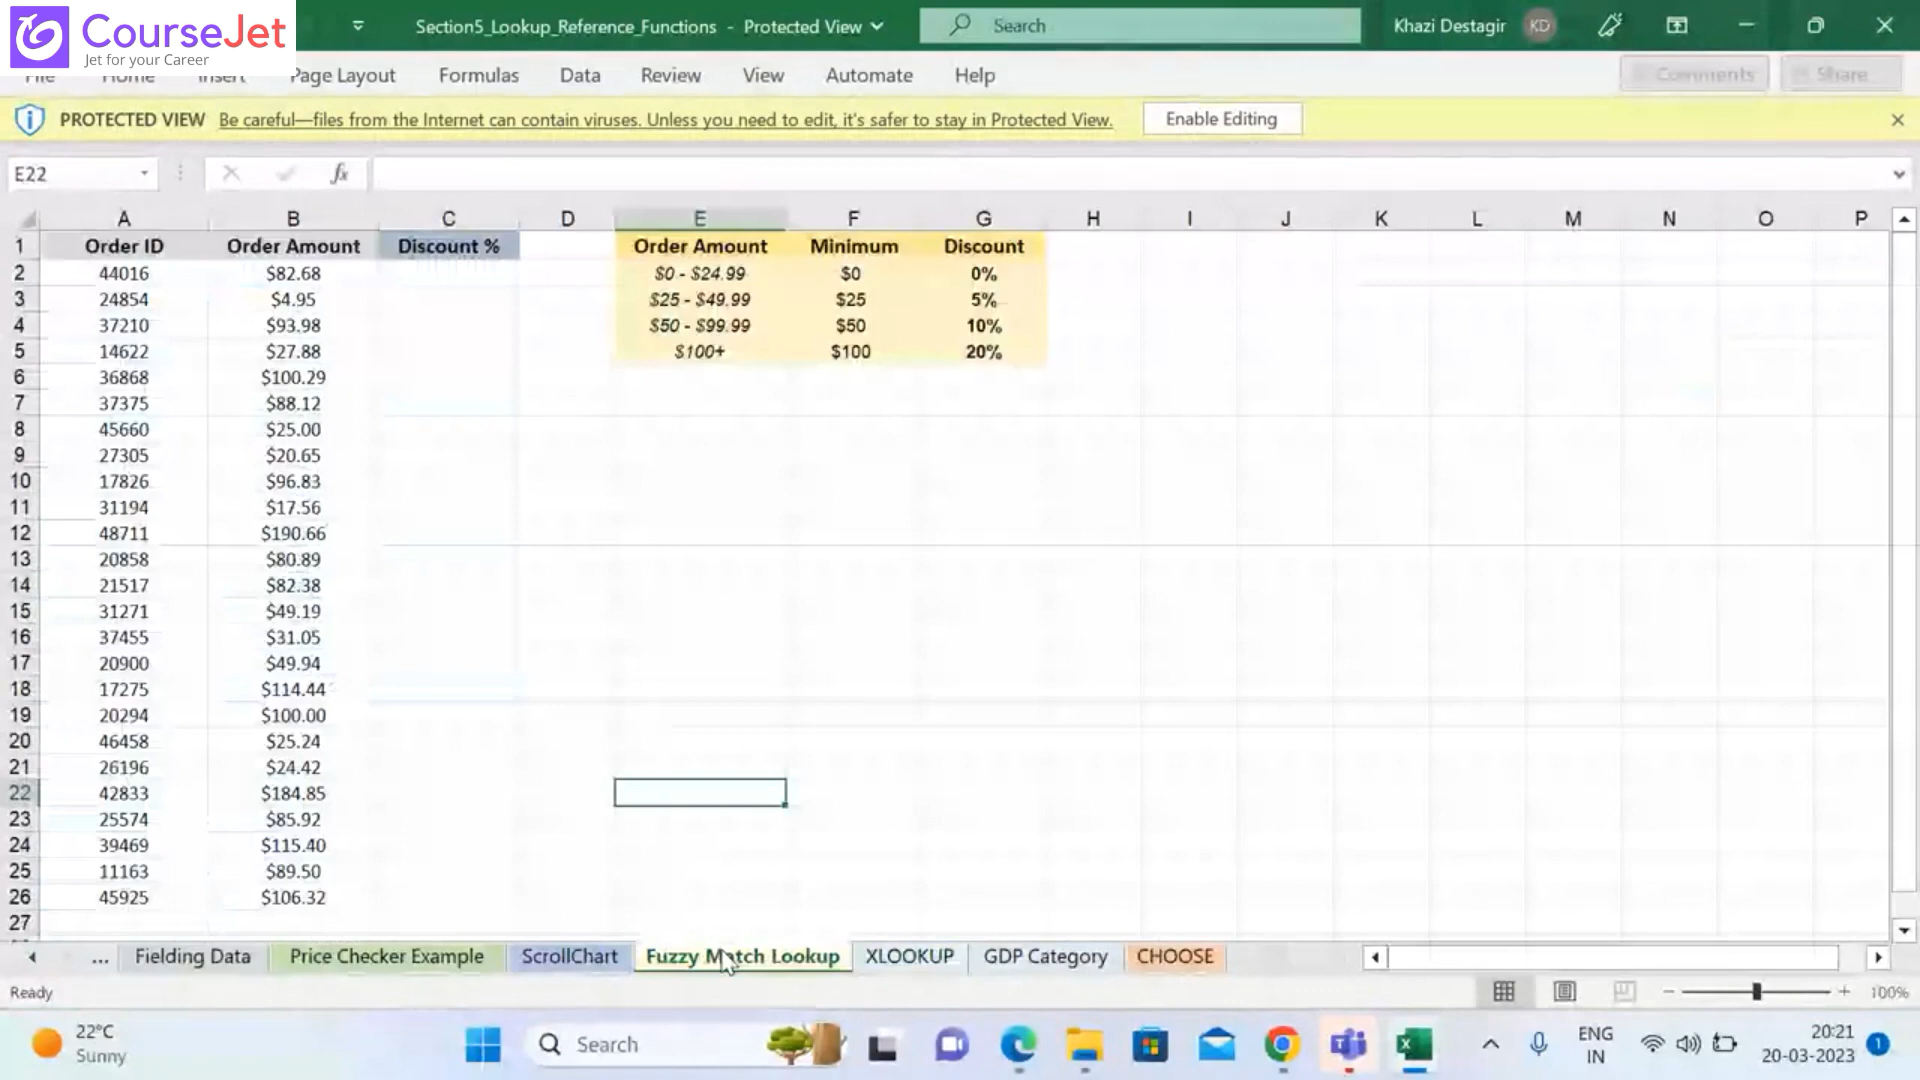 CourseJet
Jet for your Career
Section5_Lookup_Reference_Functions - Protected View
Search
Khazi Destagir
KD
File Home Insert Page Layout Formulas Data Review View Automate Help
Comments
Share
PROTECTED VIEW Be careful—files from the Internet can contain viruses. Unless you need to edit, it's safer to stay in Protected View.
Enable Editing
E22
fx
A B C D E F G H I J K L M N O P
1 Order ID Order Amount Discount % Order Amount Minimum Discount
2 44016 $82.68 $0 - $24.99 $0 0%
3 24854 $4.95 $25 - $49.99 $25 5%
4 37210 $93.98 $50 - $99.99 $50 10%
5 14622 $27.88 $100+ $100 20%
6 36868 $100.29
7 37375 $88.12
8 45660 $25.00
9 27305 $20.65
10 17826 $96.83
11 31194 $17.56
12 48711 $190.66
13 20858 $80.89
14 21517 $82.38
15 31271 $49.19
16 37455 $31.05
17 20900 $49.94
18 17275 $114.44
19 20294 $100.00
20 46458 $25.24
21 26196 $24.42
22 42833 $184.85
23 25574 $85.92
24 39469 $115.40
25 11163 $89.50
26 45925 $106.32
27
... Fielding Data Price Checker Example ScrollChart Fuzzy Match Lookup XLOOKUP GDP Category CHOOSE
Ready
100%
22°C
Sunny
Search
ENG
IN
20:21
20-03-2023
1